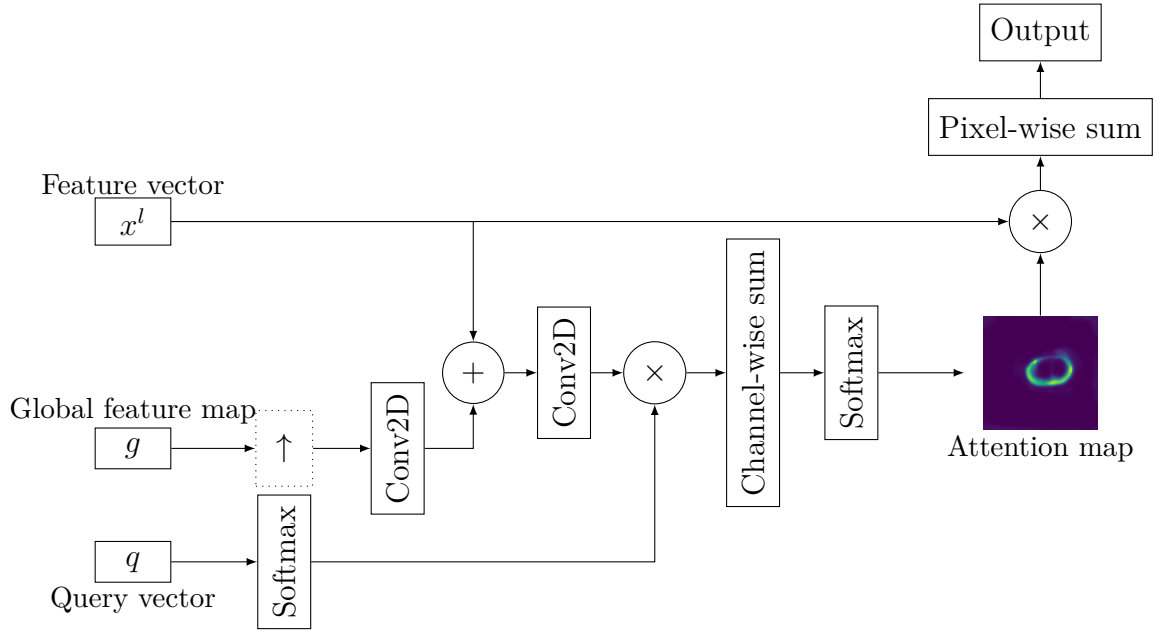 Output
Pixel-wise sum
Feature vector
x^l
×
Channel-wise sum
Conv2D
Softmax
+
×
Conv2D
Global feature map
g
↑
Attention map
Softmax
q
Query vector